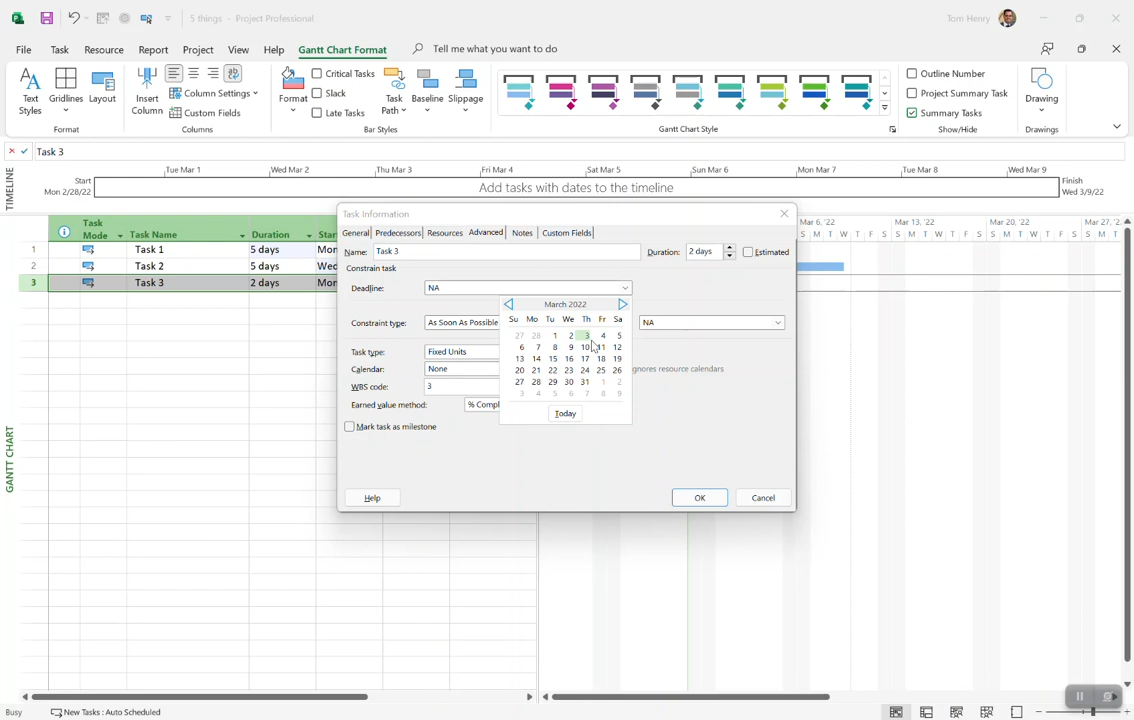 5 things - Project Professional
Tom Henry
File Task Resource Report Project View Help Gantt Chart Format Tell me what you want to do
Text Styles
Gridlines
Layout
Format
Insert Column
Column Settings
Custom Fields
Columns
Format
Critical Tasks
Slack
Late Tasks
Task Path
Baseline
Slippage
Bar Styles
Gantt Chart Style
Outline Number
Project Summary Task
Summary Tasks
Show/Hide
Drawing
Drawings
Task 3
TIMELINE
Tue Mar 1 Wed Mar 2 Thu Mar 3 Fri Mar 4 Sat Mar 5 Sun Mar 6 Mon Mar 7 Tue Mar 8 Wed Mar 9
Start
Mon 2/28/22
Add tasks with dates to the timeline
Finish
Wed 3/9/22
Task Mode Task Name Duration Star
1 Task 1 5 days Mon
2 Task 2 5 days Wed
3 Task 3 2 days Mon
Mar 6, '22 Mar 13, '22 Mar 20, '22 Mar 27, '2
S M T W T F S S M T W T F S S M T W T F S S M T
GANTT CHART
Task Information
General Predecessors Resources Advanced Notes Custom Fields
Name: Task 3 Duration: 2 days Estimated
Constrain task
Deadline: NA
Constraint type: As Soon As Possible NA
Task type: Fixed Units
Calendar: None ignores resource calendars
WBS code: 3
Earned value method: % Compl
Mark task as milestone
March 2022
Su Mo Tu We Th Fr Sa
27 28 1 2 3 4 5
6 7 8 9 10 11 12
13 14 15 16 17 18 19
20 21 22 23 24 25 26
27 28 29 30 31 1 2
3 4 5 6 7 8 9
Today
Help OK Cancel
Busy New Tasks : Auto Scheduled